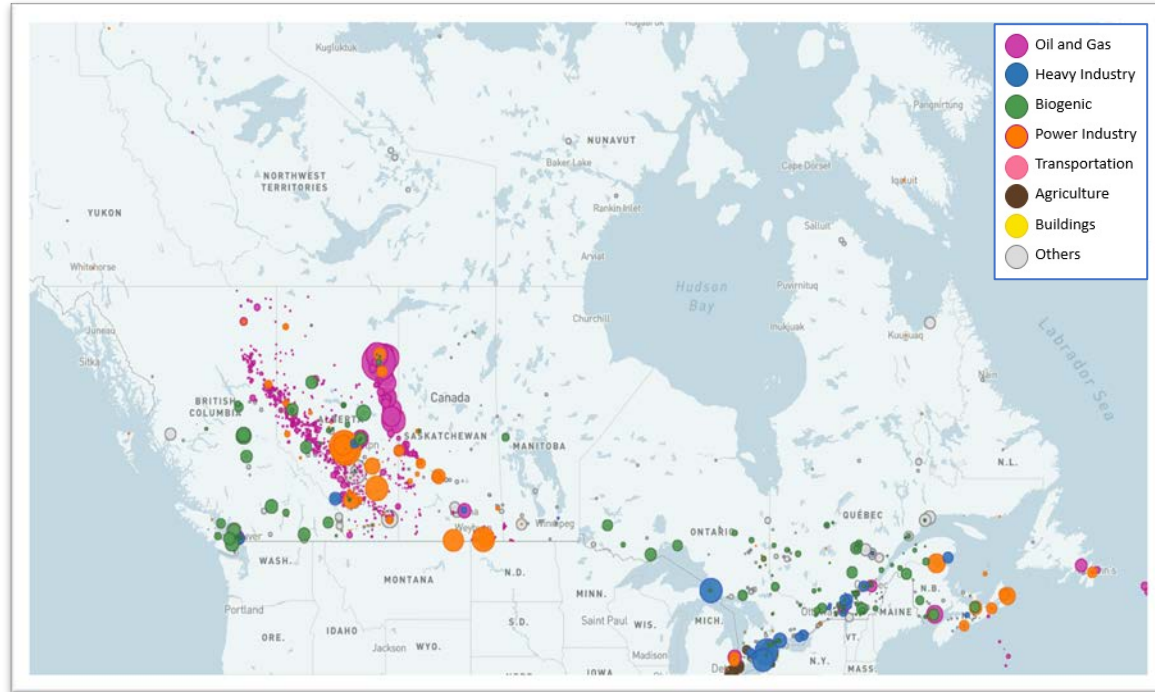 Kugluktuk
Oil and Gas
Heavy Industry
Biogenic
Power Industry
Transportation
Agriculture
Buildings
Others
Pangnirtung
NUNAVUT
Baker Lake
Cape Dorset
Iqaluit
NORTHWEST
TERRITORIES
Rankin Inlet
YUKON
Salluit
Whitehorse
Arviat
Hudson
Bay
Puvirnituq
Churchill
Inukjuak
Labrador Sea
Juneau
Kuujjuaq
Sitka
Nain
BRITISH
COLUMBIA
Canada
ALBERTA
SASKATCHEWAN
MANITOBA
N.L.
Weyburn
Winnipeg
ONTARIO
QUÉBEC
WASH.
N.D.
MONTANA
N.B.
MINN.
MAINE
Portland
Saint Paul
WIS.
MICH.
VT.
ORE.
IDAHO
Jackson
WYO.
S.D.
Madison
N.Y.
MASS.
IOWA